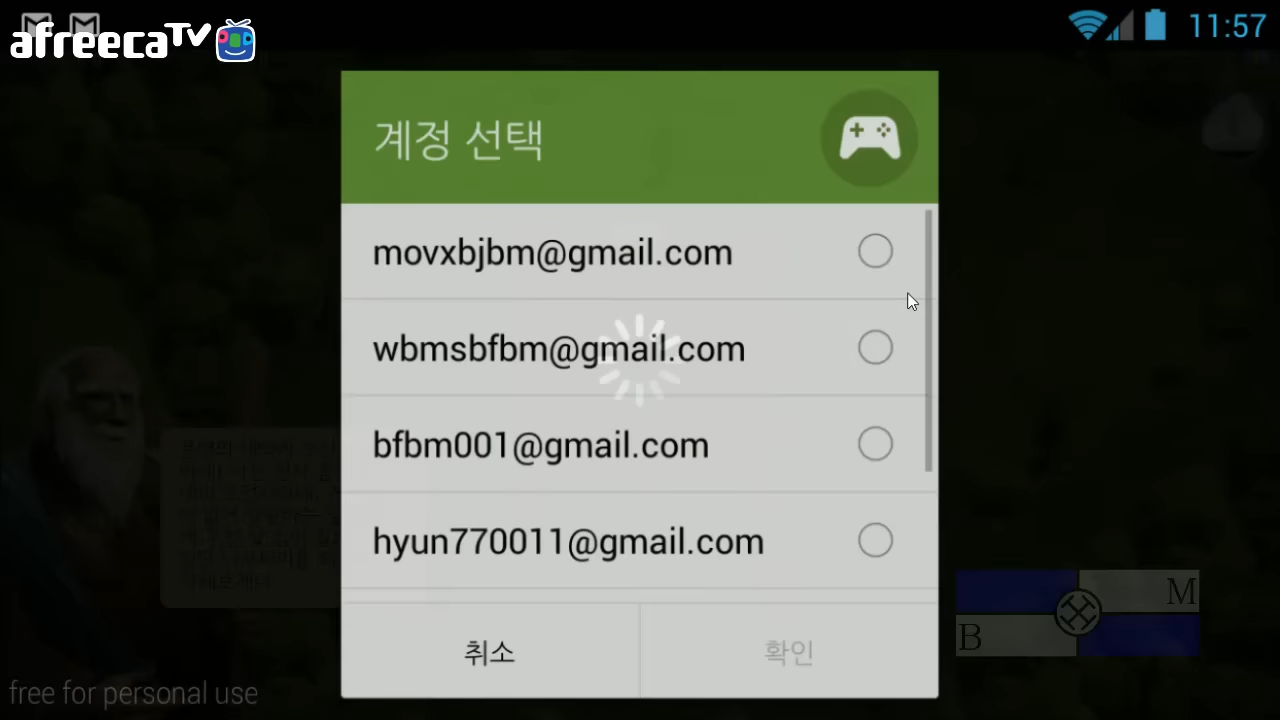 afreecaTV
11:57
계정 선택
movxbjbm@gmail.com
wbmsbfbm@gmail.com
bfbm001@gmail.com
hyun770011@gmail.com
취소
확인
M
B
free for personal use